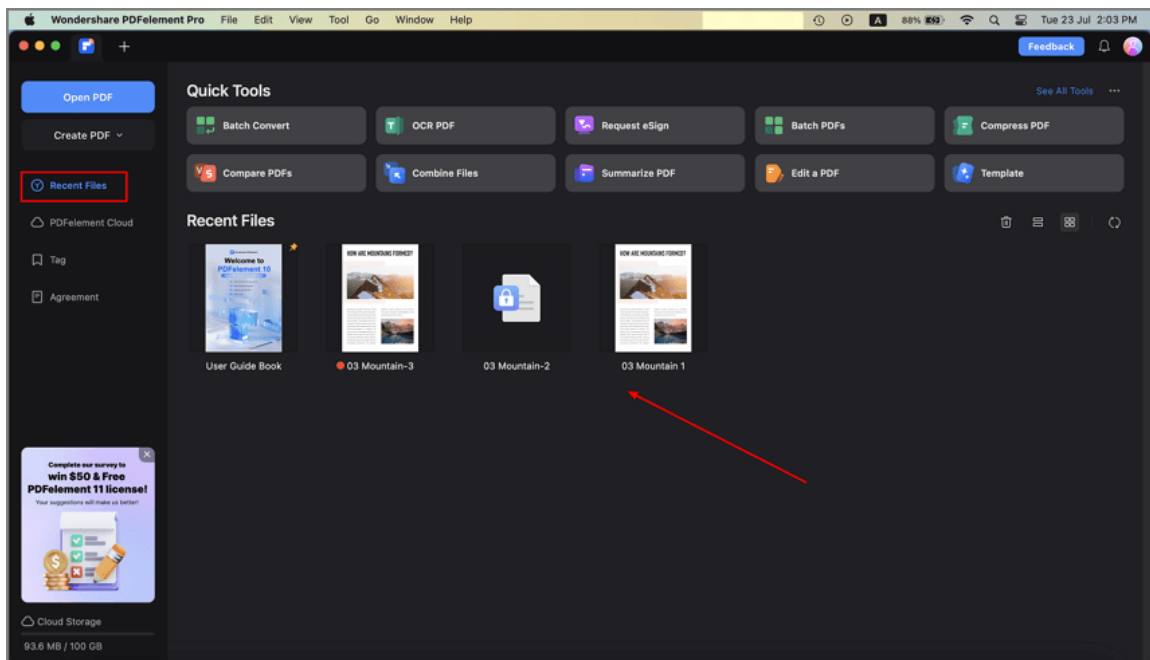 Wondershare PDFelement Pro File Edit View Tool Go Window Help
A 88% Tue 23 Jul 2:03 PM
Feedback
Open PDF
Create PDF
Recent Files
PDFelement Cloud
Tag
Agreement
Quick Tools
See All Tools
Batch Convert
OCR PDF
Request eSign
Batch PDFs
Compress PDF
Compare PDFs
Combine Files
Summarize PDF
Edit a PDF
Template
Recent Files
Welcome to
PDFelement 10
User Guide Book
HOW ARE MOUNTAINS FORMED?
03 Mountain-3
03 Mountain-2
HOW ARE MOUNTAINS FORMED?
03 Mountain 1
Complete our survey to
win $50 & Free
PDFelement 11 license!
Your suggestions will make us better!
Cloud Storage
93.6 MB / 100 GB